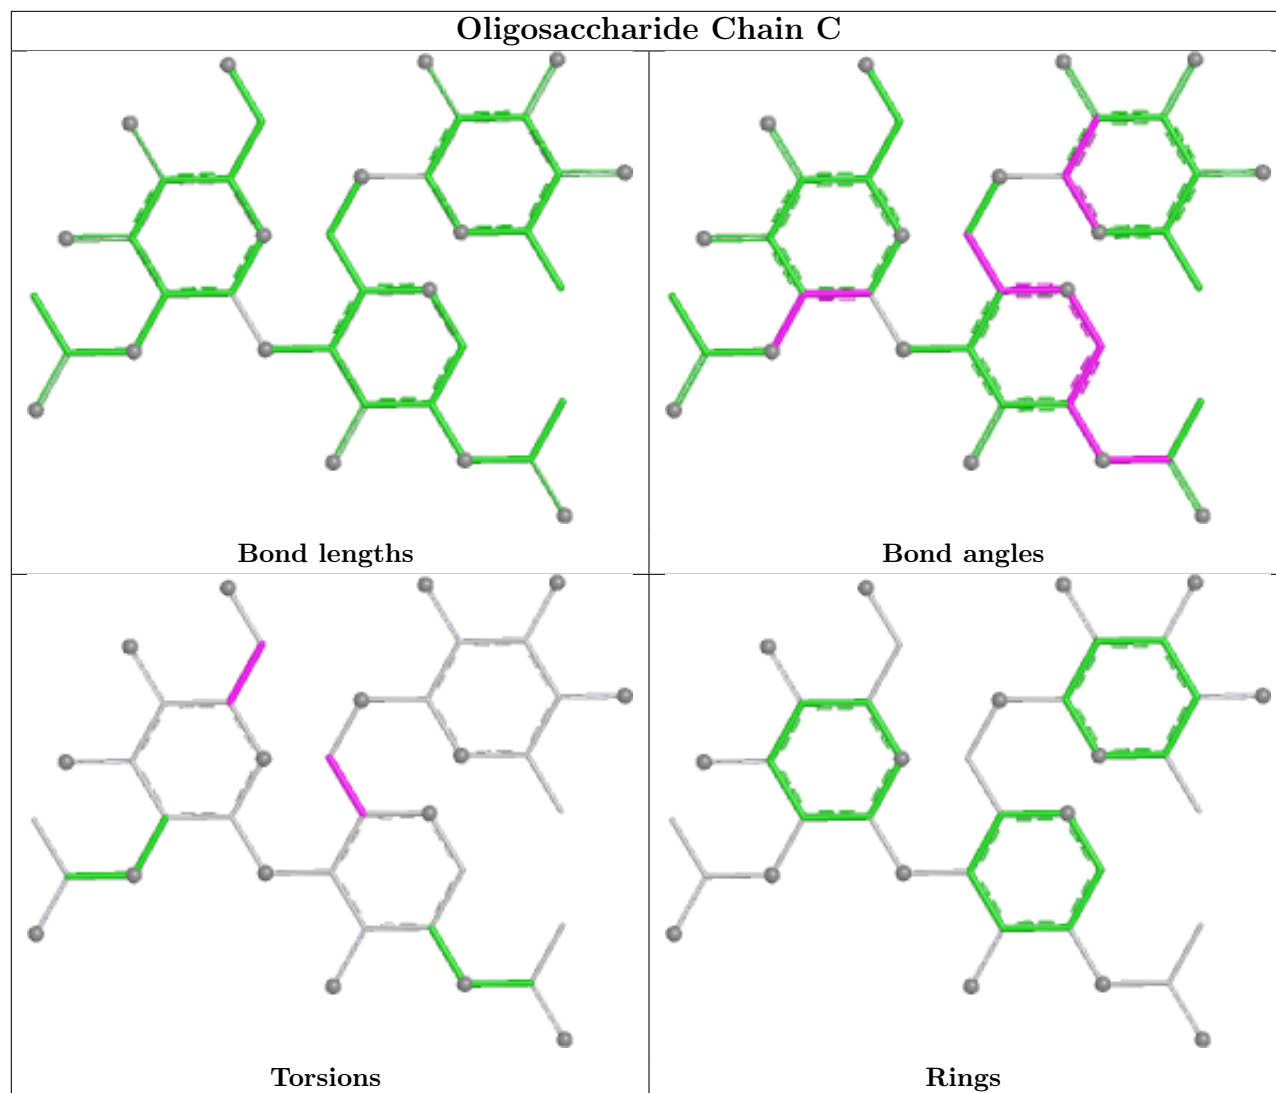 Oligosaccharide Chain C
Bond lengths
Bond angles
Torsions
Rings